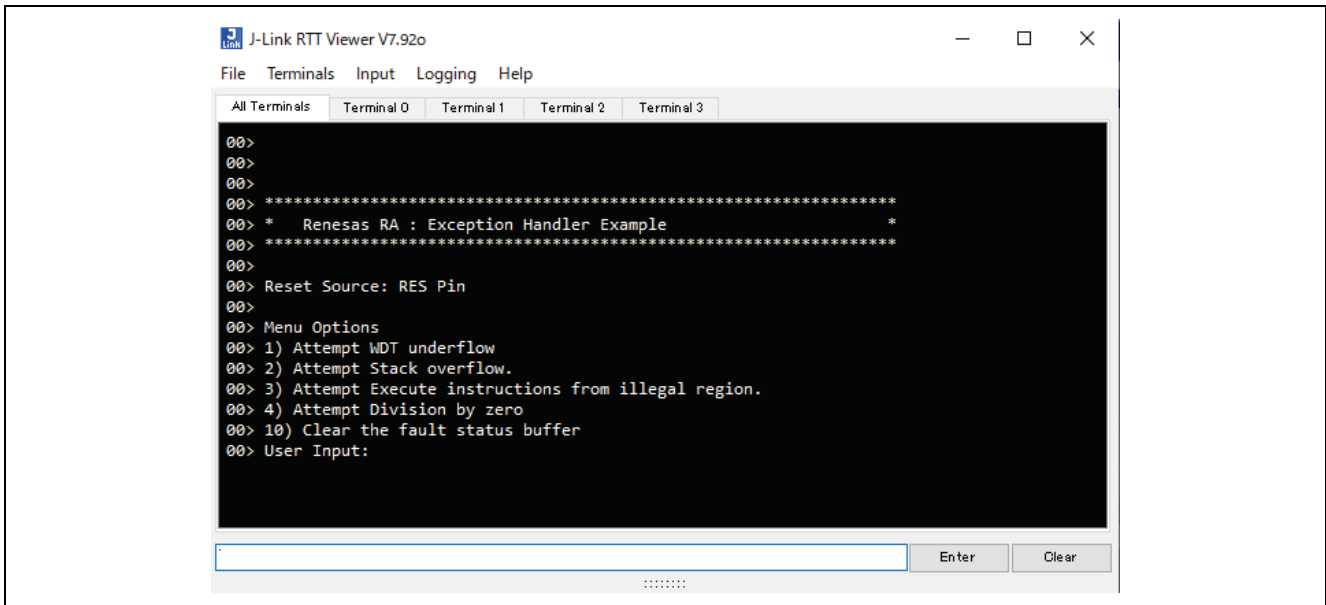 J-Link RTT Viewer V7.92o
File Terminals Input Logging Help
All Terminals Terminal 0 Terminal 1 Terminal 2 Terminal 3
00>
00>
00>
00> ******************************************************************
00> *   Renesas RA : Exception Handler Example                       *
00> ******************************************************************
00>
00> Reset Source: RES Pin
00>
00> Menu Options
00> 1) Attempt WDT underflow
00> 2) Attempt Stack overflow.
00> 3) Attempt Execute instructions from illegal region.
00> 4) Attempt Division by zero
00> 10) Clear the fault status buffer
00> User Input:
Enter Clear